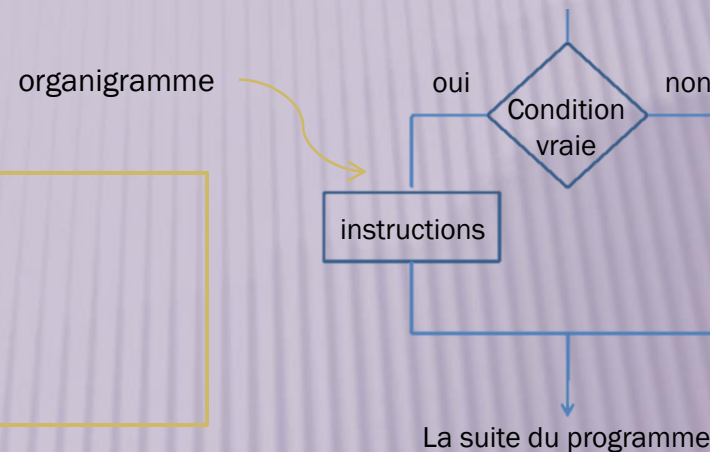 organigramme
oui
non
Condition
vraie
instructions
La suite du programme